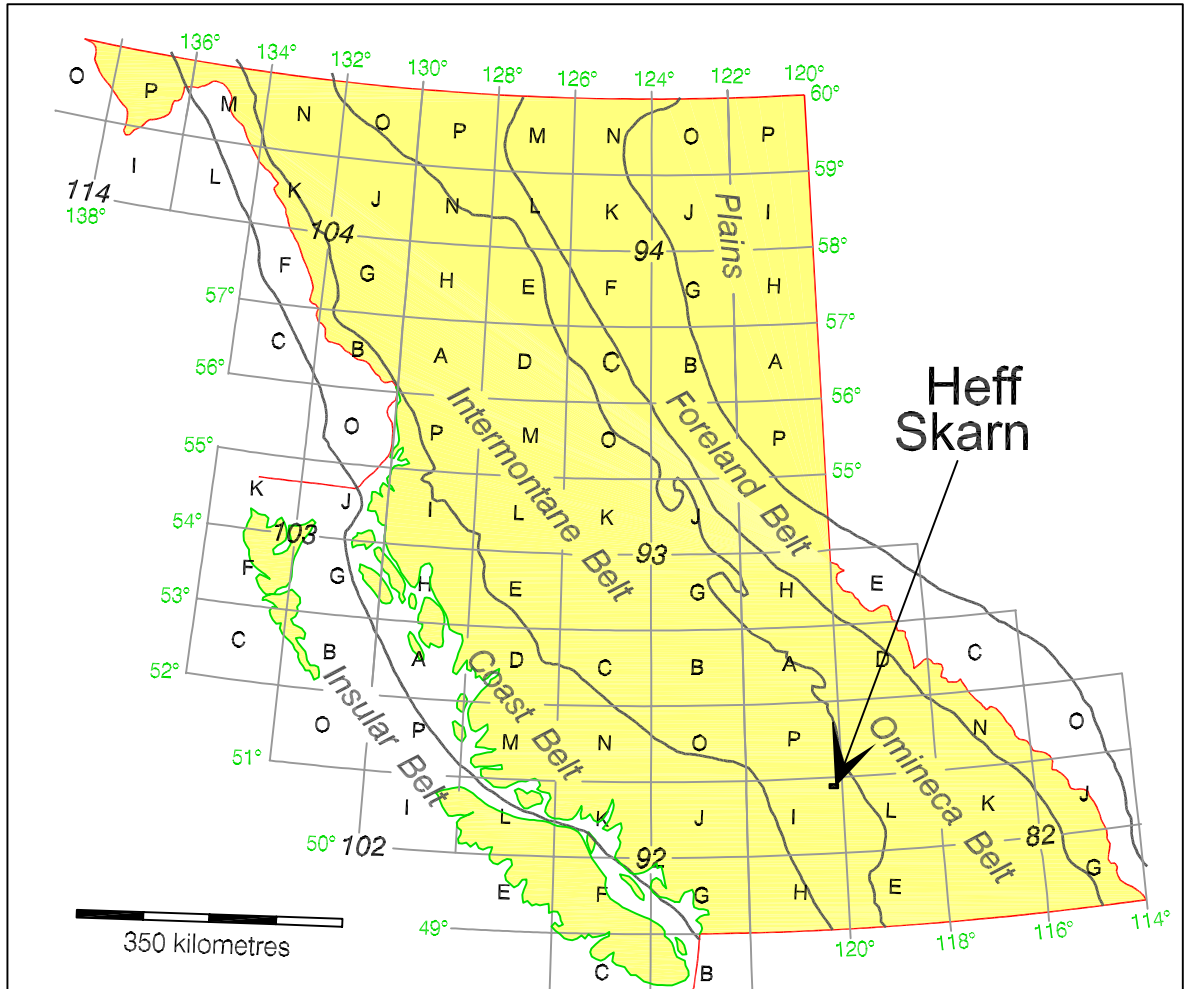 136° 134° 132° 130° 128° 126° 124° 122° 120°
60°
O P M N O P M N O P
59°
I L K J N L K J I
114
138°
104
94
Plains
58°
F G H E F G H
57°
57°
C B A D C B A
56°
56°
Heff
Skarn
O P M O P
55°
55°
Intermontane Belt
Foreland Belt
K J I L K J
54°
103
93
F G H E G H E
53°
C B A D C B A D C
52°
Insular Belt
Coast Belt
Omineca Belt
O P M N O P N O
51°
I L K J I L K J
50°
102
92
82
E F G H E G
49°
C B
120° 118° 116° 114°
350 kilometres